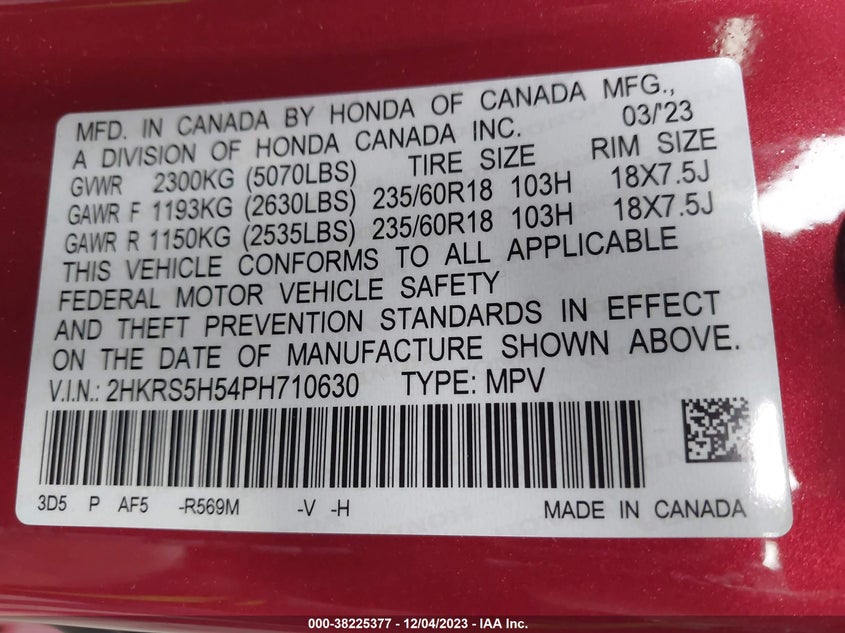 MFD. IN CANADA BY HONDA OF CANADA MFG.,
A DIVISION OF HONDA CANADA INC. 03/'23
GVWR 2300KG (5070LBS) TIRE SIZE RIM SIZE
GAWR F 1193KG (2630LBS) 235/60R18 103H 18X7.5J
GAWR R 1150KG (2535LBS) 235/60R18 103H 18X7.5J
THIS VEHICLE CONFORMS TO ALL APPLICABLE
FEDERAL MOTOR VEHICLE SAFETY
AND THEFT PREVENTION STANDARDS IN EFFECT
ON THE DATE OF MANUFACTURE SHOWN ABOVE.
V.I.N.: 2HKRS5H54PH710630 TYPE: MPV
3D5 P AF5 -R569M -V -H MADE IN CANADA
000-38225377 - 12/04/2023 - IAA Inc.